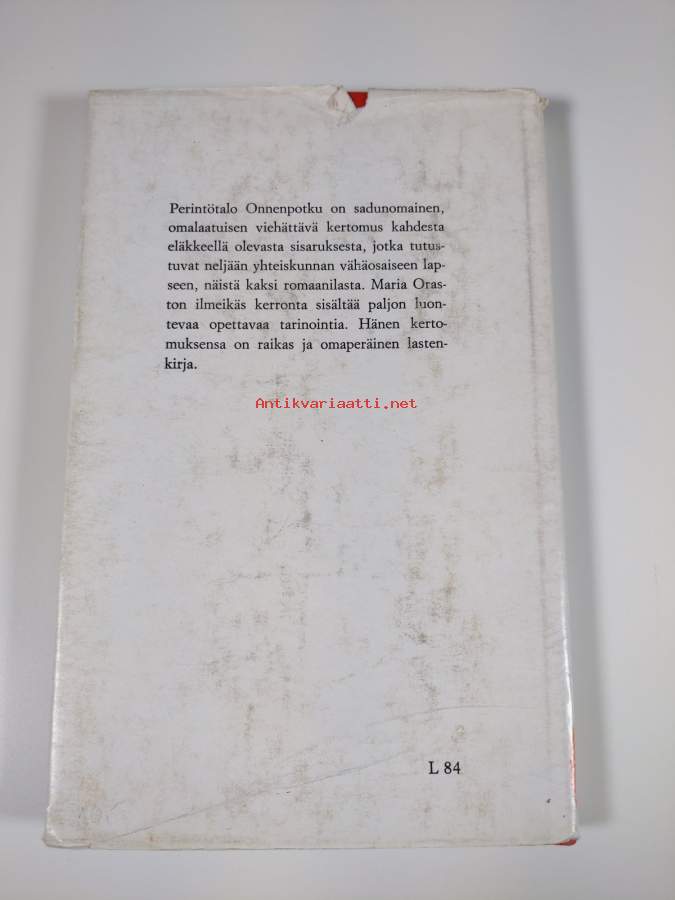 Perintötalo Onnenpotku on sadunomainen,
omalaatuisen viehättävä kertomus kahdesta
eläkkeellä olevasta sisaruksesta, jotka tutus-
tuvat neljään yhteiskunnan vähäosaiseen lap-
seen, näistä kaksi romaanilasta. Maria Oras-
ton ilmeikäs kerronta sisältää paljon luon-
tevaa opettavaa tarinointia. Hänen kerto-
muksensa on raikas ja omaperäinen lasten-
kirja.
Antikvariaatti.net
L 84